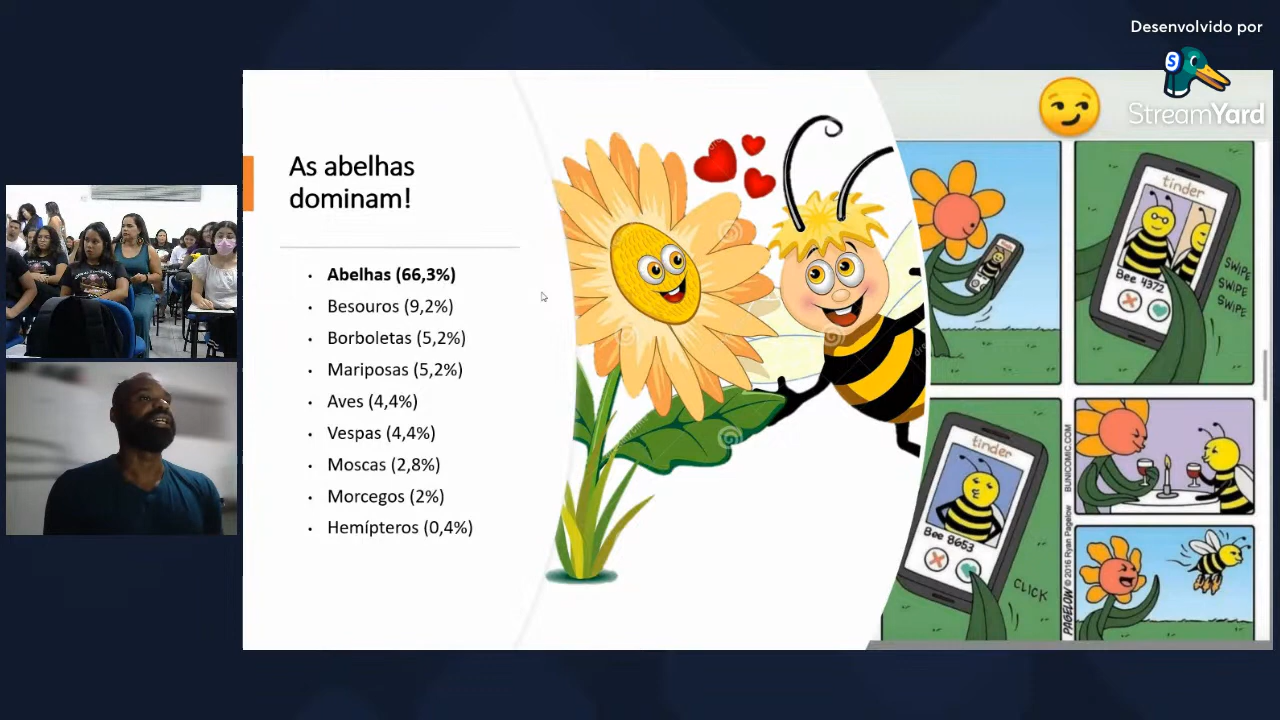 Desenvolvido por
StreamYard
As abelhas
dominam!
• Abelhas (66,3%)
• Besouros (9,2%)
• Borboletas (5,2%)
• Mariposas (5,2%)
• Aves (4,4%)
• Vespas (4,4%)
• Moscas (2,8%)
• Morcegos (2%)
• Hemípteros (0,4%)
tinder
Bee 4372
SWIPE
SWIPE
SWIPE
tinder
Bee 8653
CLICK
PAGELOW © 2016 Ryan Pagelow BUNICOMIC.COM